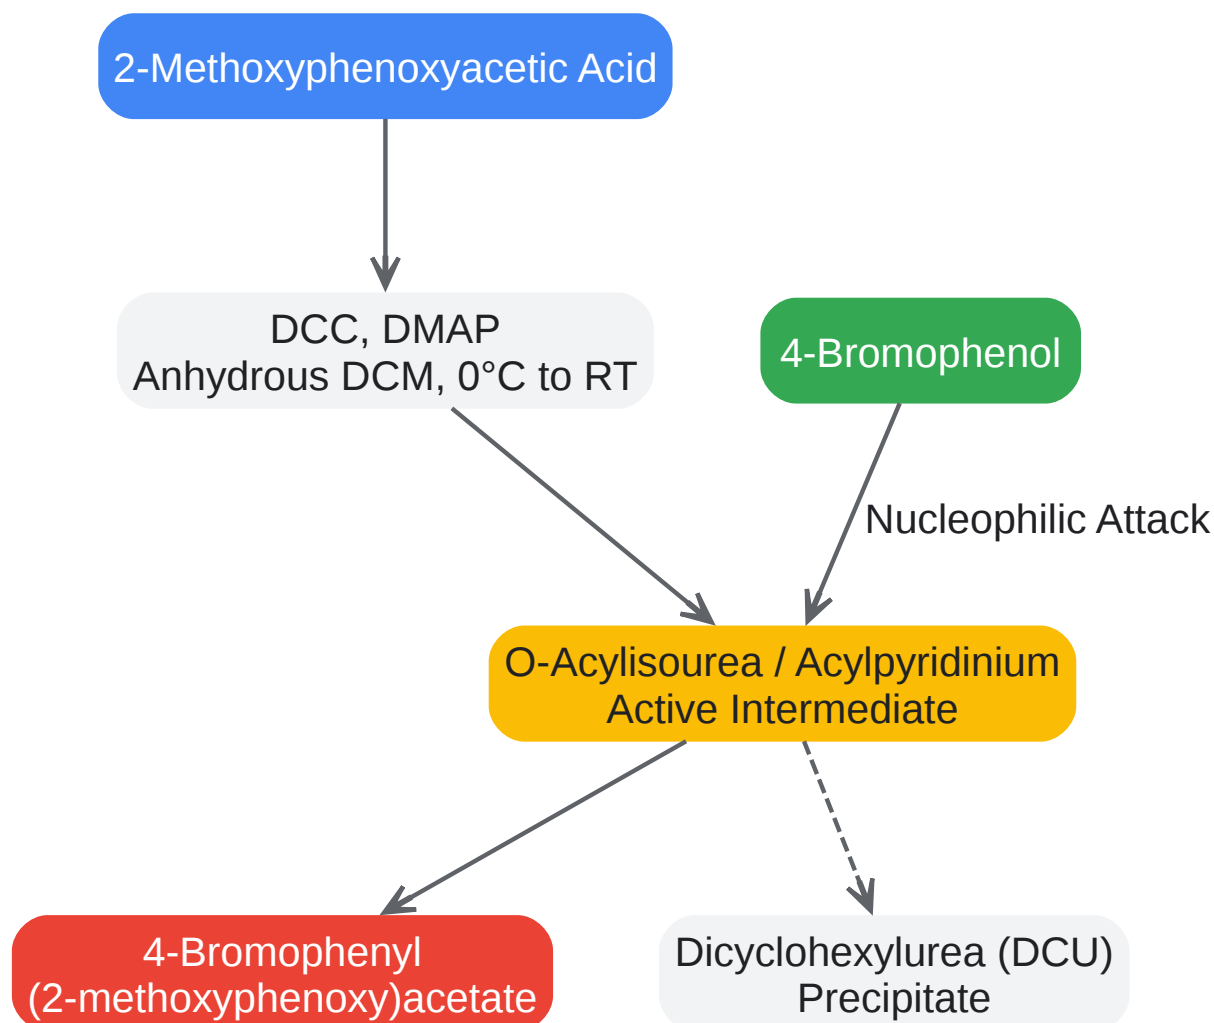 2-Methoxyphenoxyacetic Acid
DCC, DMAP
Anhydrous DCM, 0°C to RT
4-Bromophenol
Nucleophilic Attack
O-Acylisourea / Acylpyridinium
Active Intermediate
4-Bromophenyl
(2-methoxyphenoxy)acetate
Dicyclohexylurea (DCU)
Precipitate